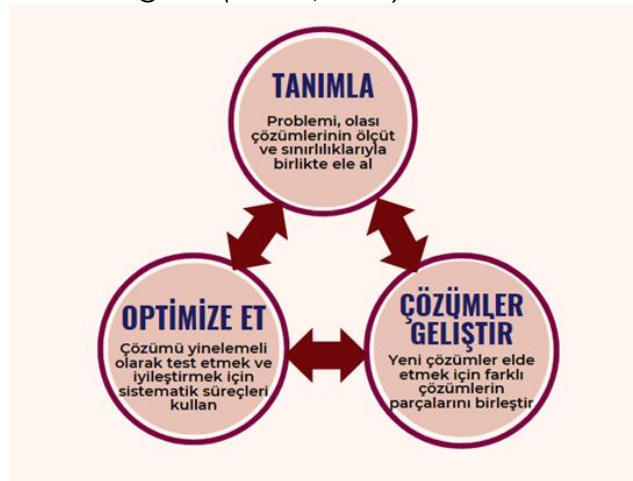 TANIMLA
Problemi, olası
çözümlerinin ölçüt
ve sınırlılıklarıyla
birlikte ele al
OPTİMİZE ET
Çözümü yinelemeli
olarak test etmek ve
iyileştirmek için
sistematik süreçleri
kullan
ÇÖZÜMLER
GELİŞTİR
Yeni çözümler elde
etmek için farklı
çözümlerin
parçalarını birleştir